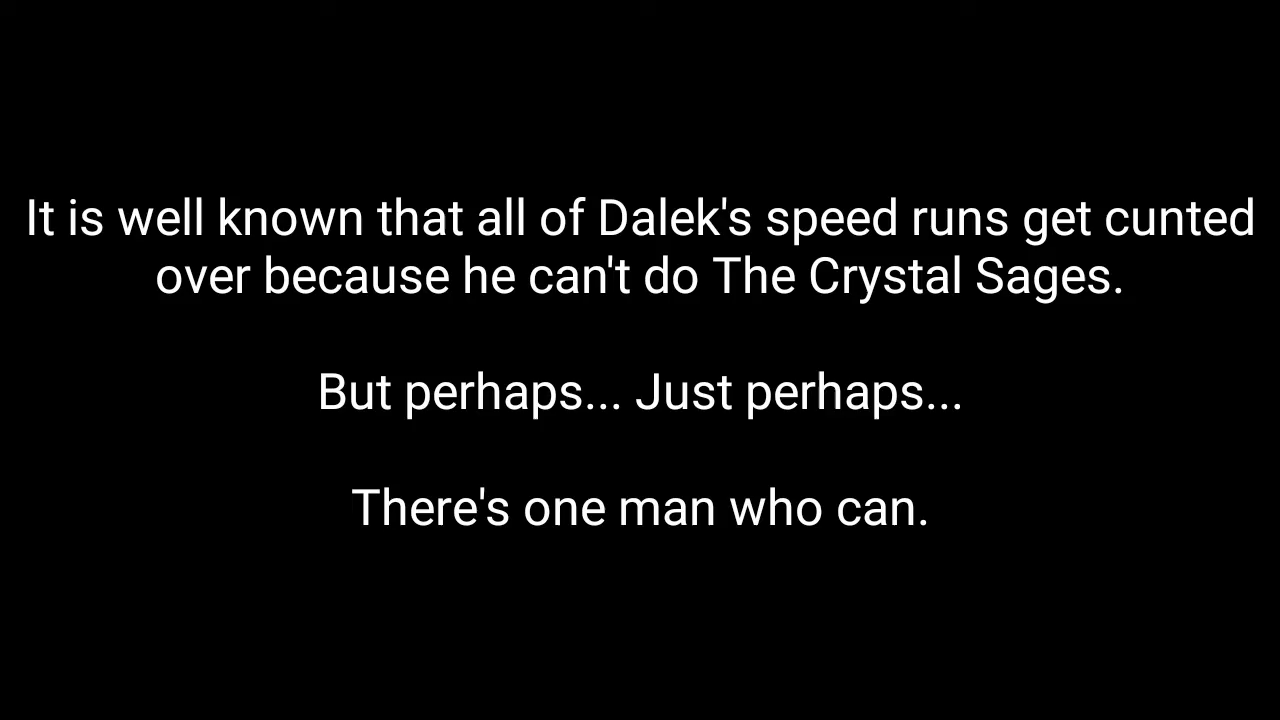 It is well known that all of Dalek's speed runs get cunted
over because he can't do The Crystal Sages.
But perhaps... Just perhaps...
There's one man who can.